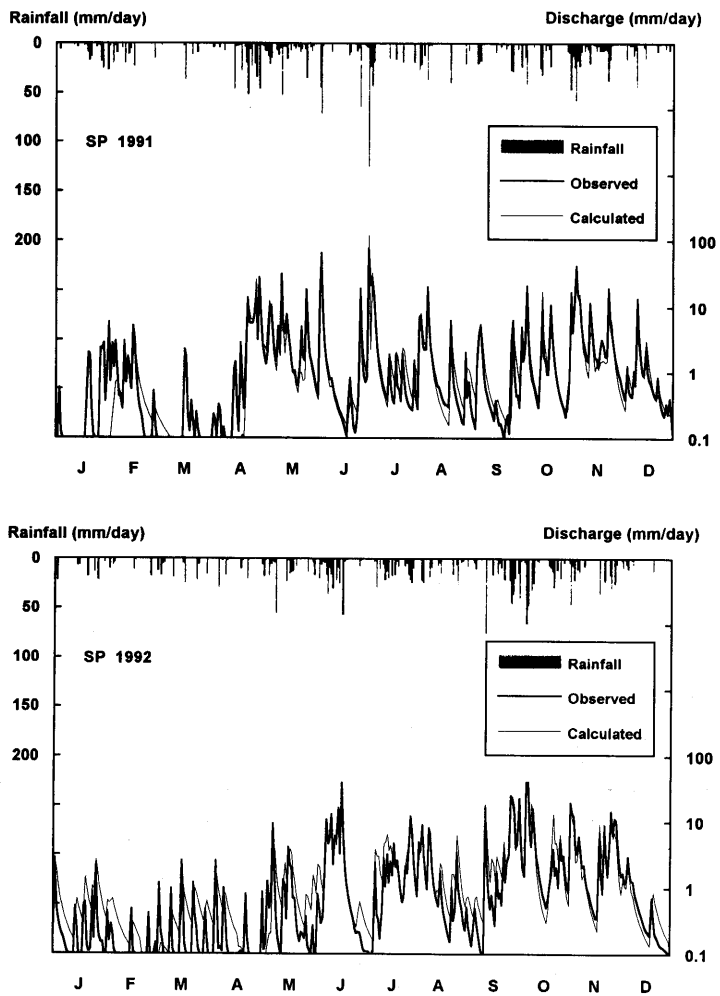 Rainfall (mm/day) Discharge (mm/day)
0
50
100
150
200
SP 1991
Rainfall
Observed
Calculated
100
10
1
0.1
J F M A M J J A S O N D
Rainfall (mm/day) Discharge (mm/day)
0
50
100
150
200
SP 1992
Rainfall
Observed
Calculated
100
10
1
0.1
J F M A M J J A S O N D